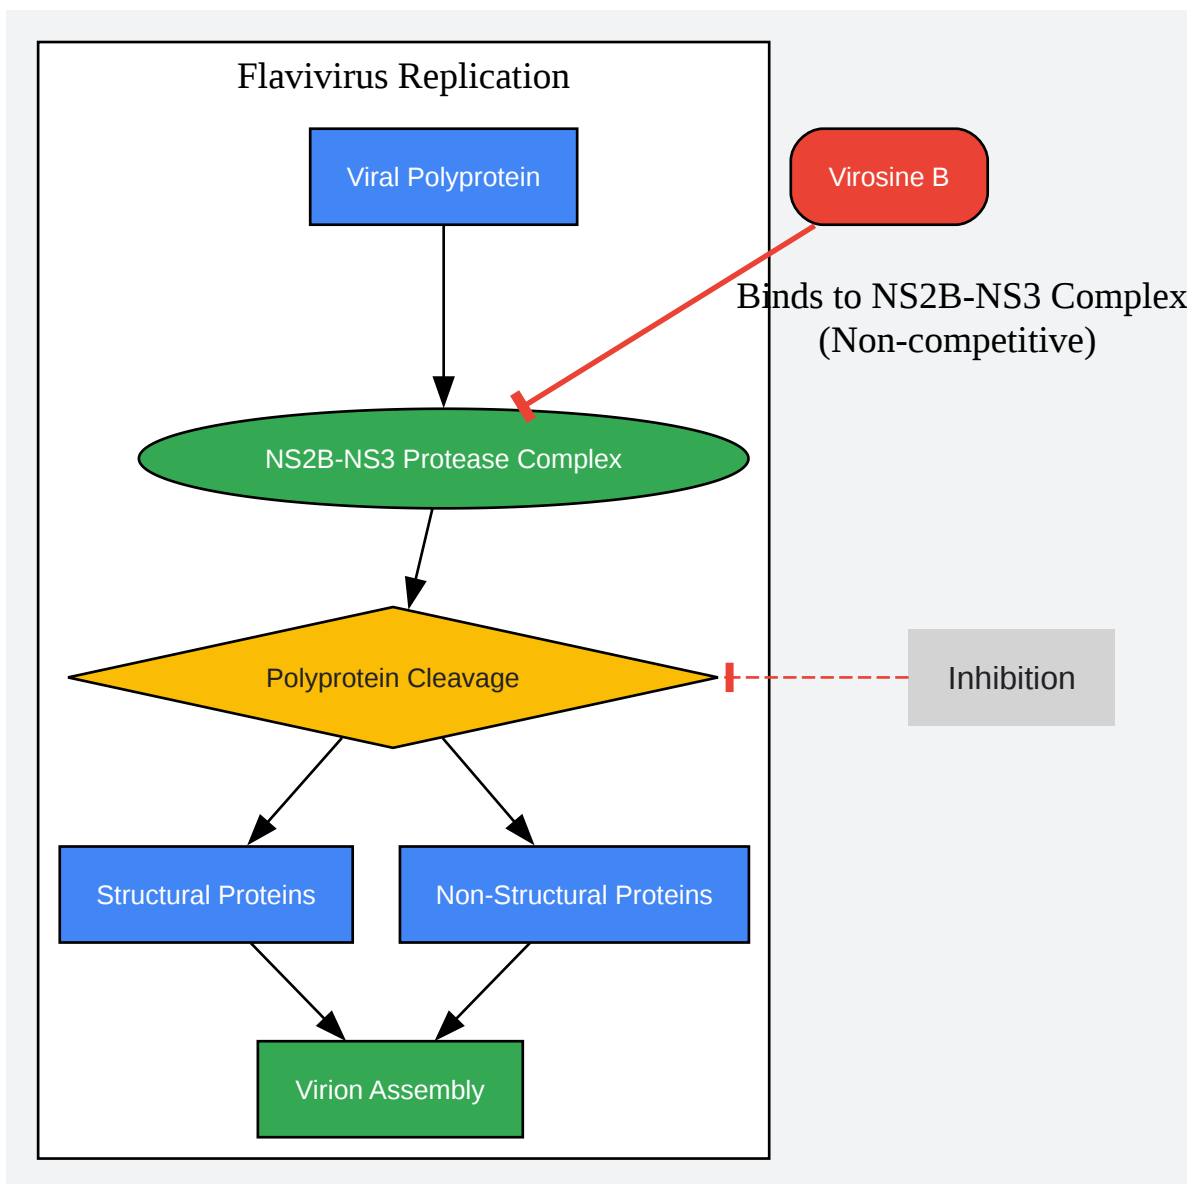 Flavivirus Replication
Viral Polyprotein
Virosine B
Binds to NS2B-NS3 Complex
(Non-competitive)
NS2B-NS3 Protease Complex
Polyprotein Cleavage
Inhibition
Structural Proteins
Non-Structural Proteins
Virion Assembly